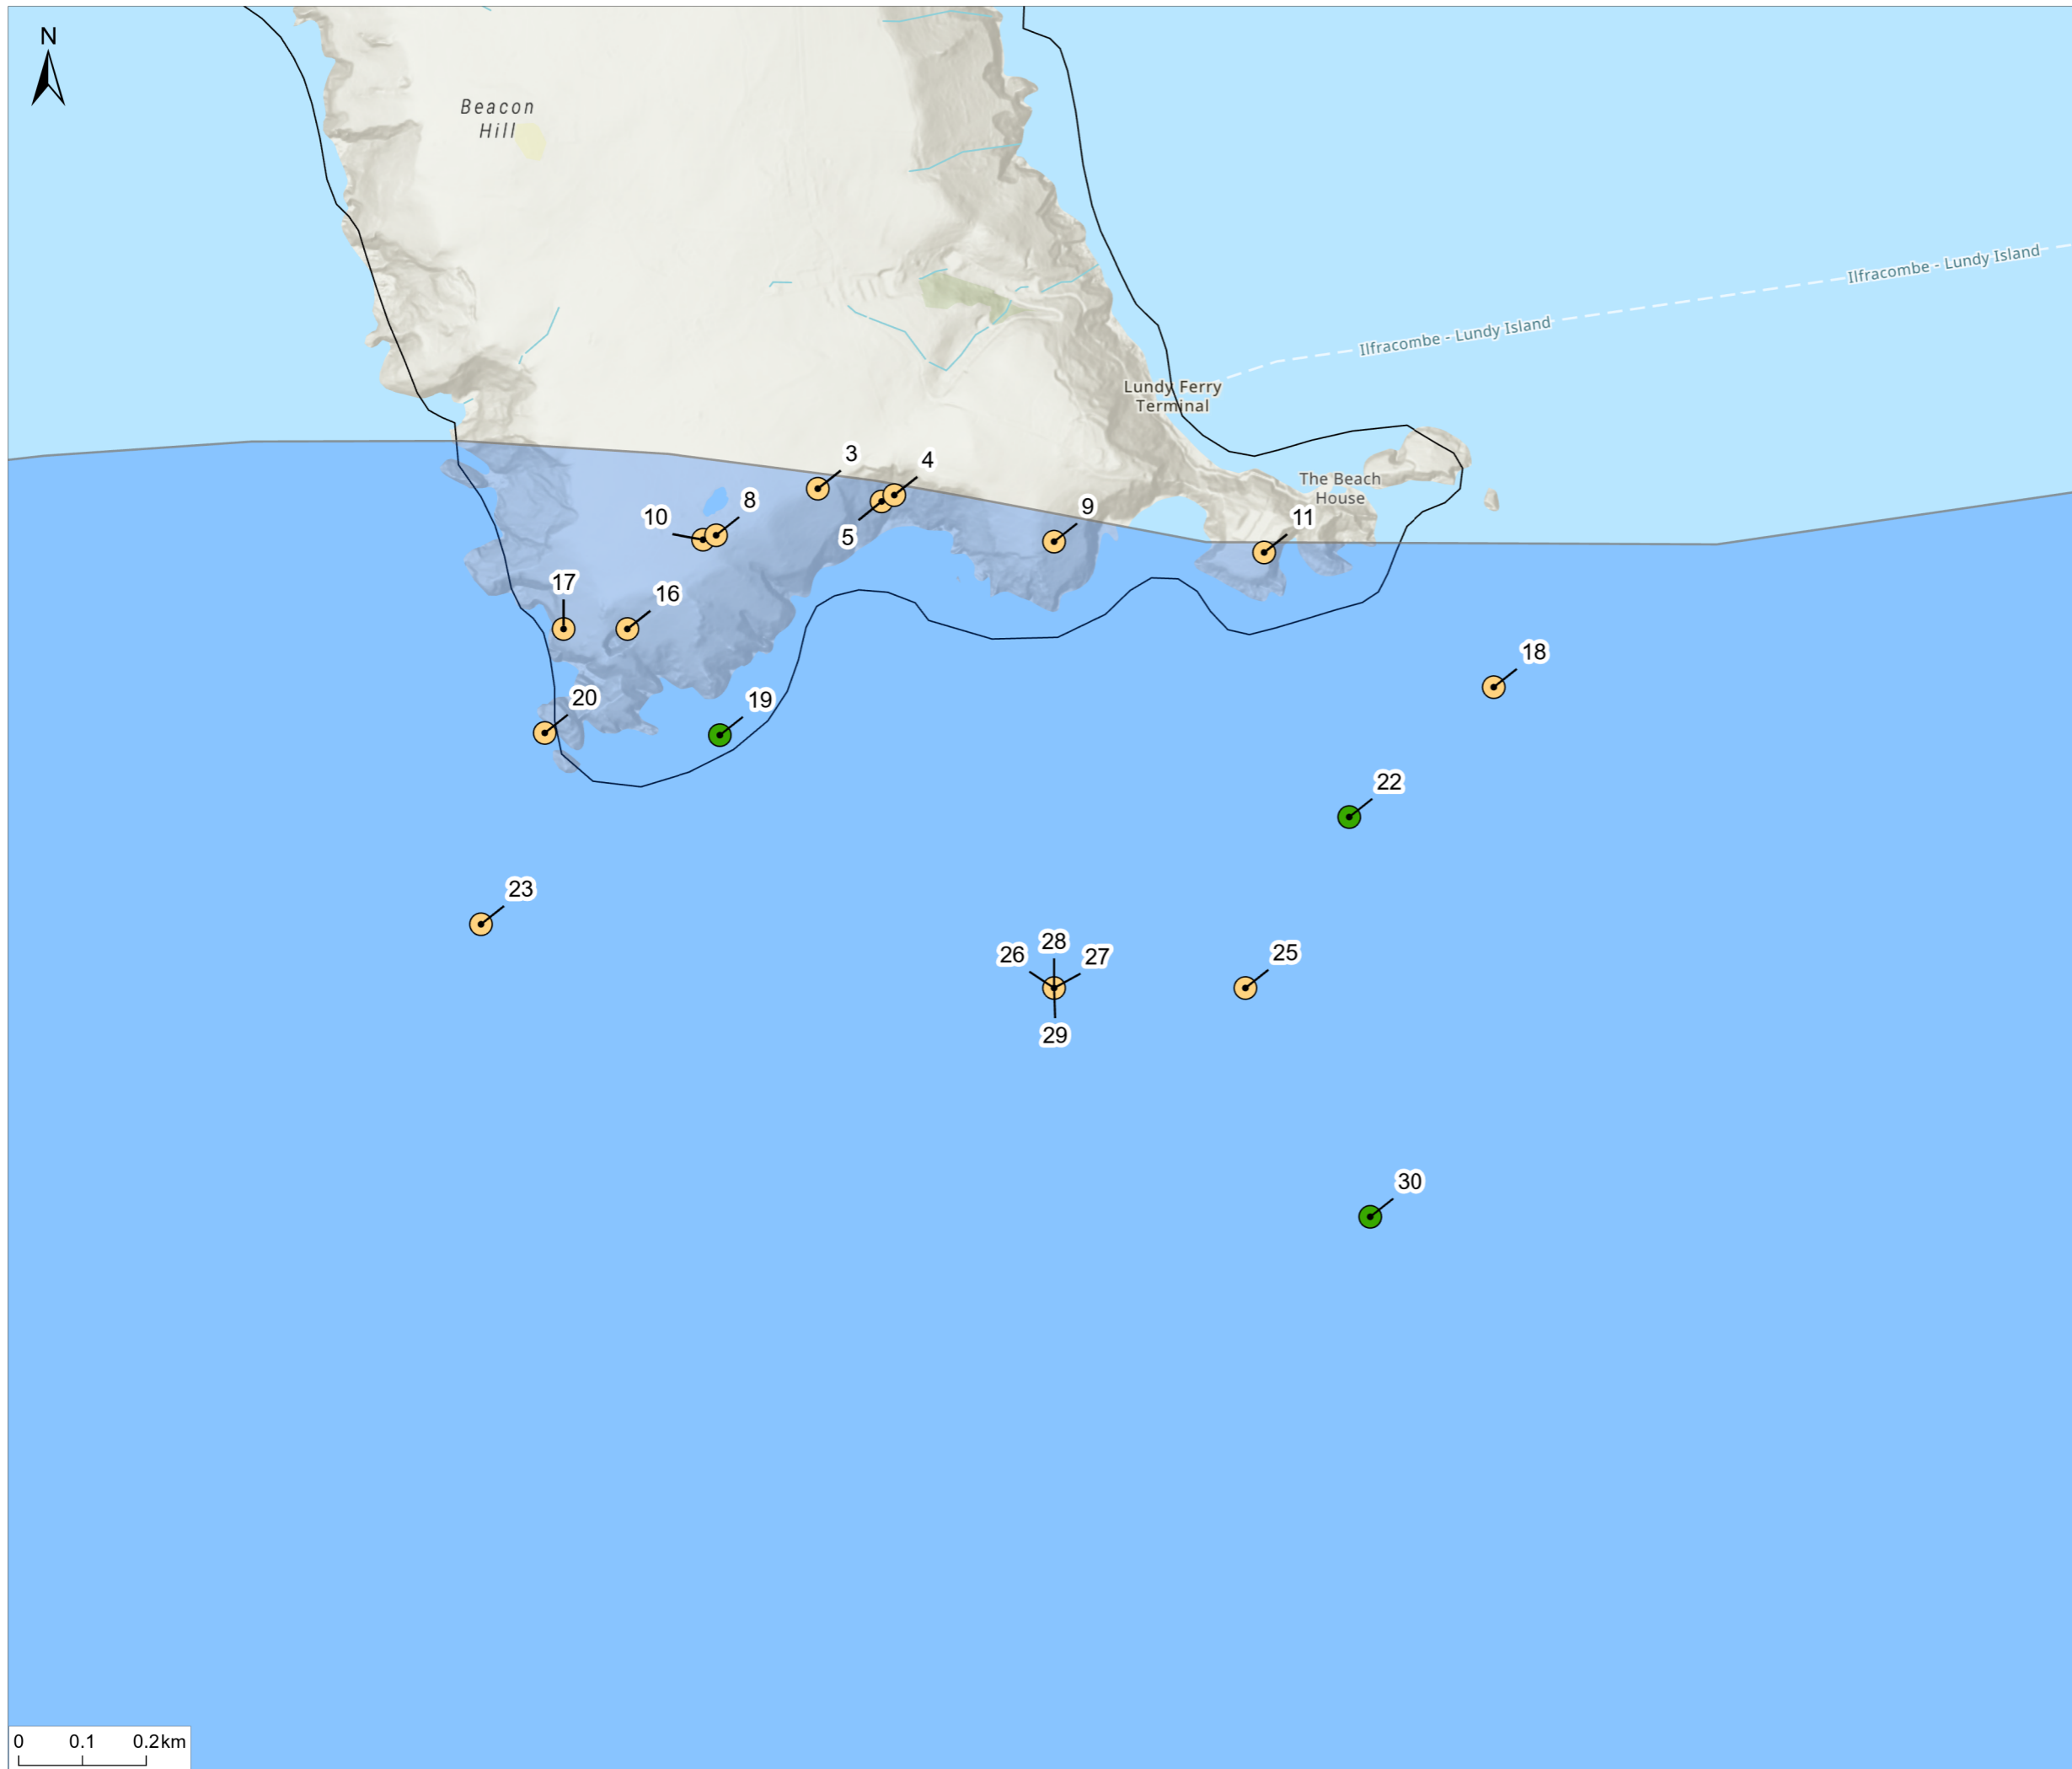 N
Beacon
Hill
Ilfracombe - Lundy Island
Ilfracombe - Lundy Island
Lundy Ferry
Terminal
The Beach
House
3
4
8
10
5
9
11
17
16
18
20
19
22
23
26
28
27
25
29
30
0 0.1 0.2km